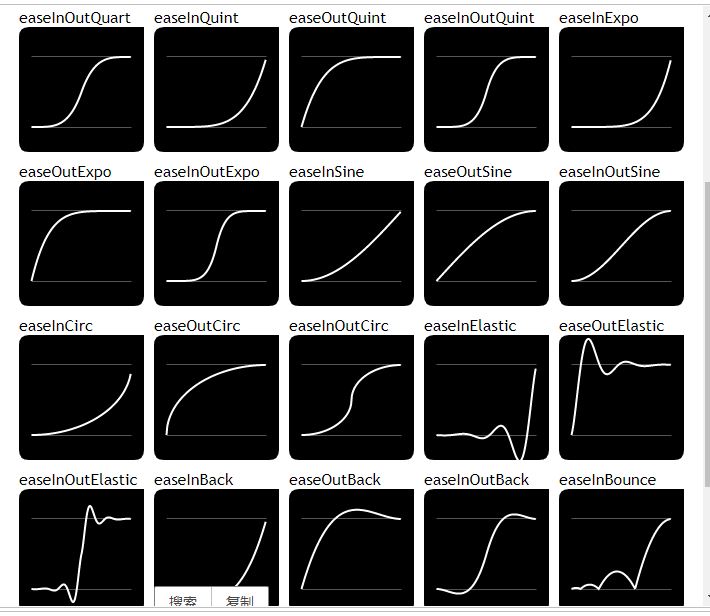 easeInOutQuart easeInQuint easeOutQuint easeInOutQuint easeInExpo
easeOutExpo easeInOutExpo easeInSine easeOutSine easeInOutSine
easeInCirc easeOutCirc easeInOutCirc easeInElastic easeOutElastic
easeInOutElastic easeInBack easeOutBack easeInOutBack easeInBounce
搜索 复制